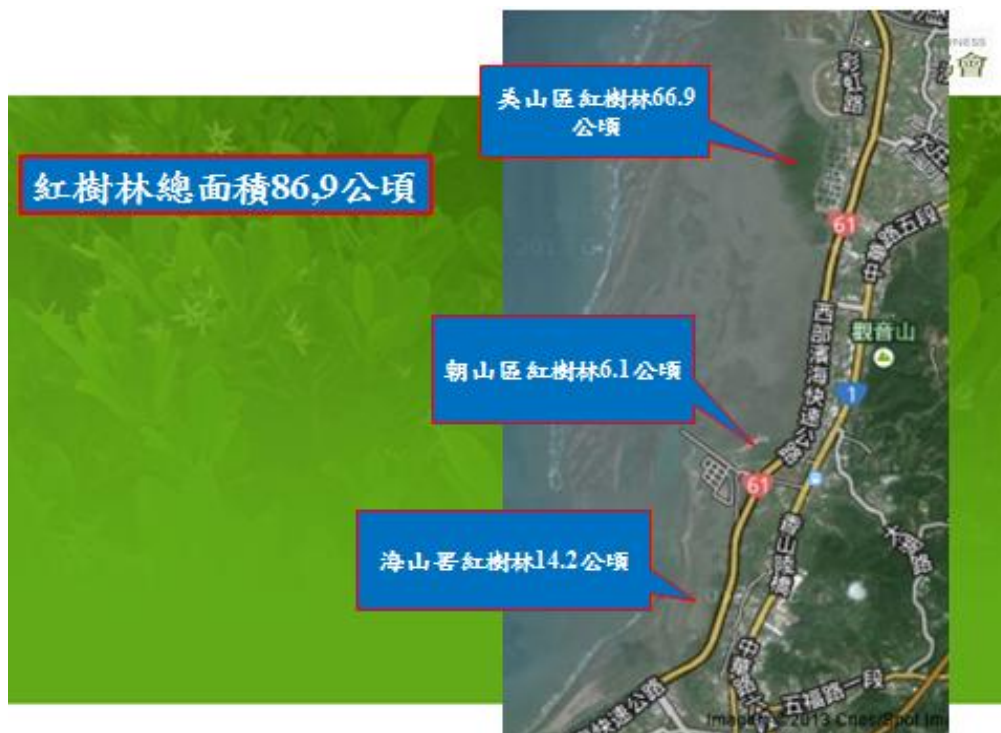 NESS
會
美山區紅樹林66.9
公頃
彩虹路
紅樹林總面積86,9公頃
61
中華路五段
西部濱海快速公路
觀音山
朝山區紅樹林6.1公頃
1
61
海山罟紅樹林14.2公頃
香山陸橋
大湖路
中華路
五福路一段
快速公路
Imagery ©2013 Cnes/Spot Im